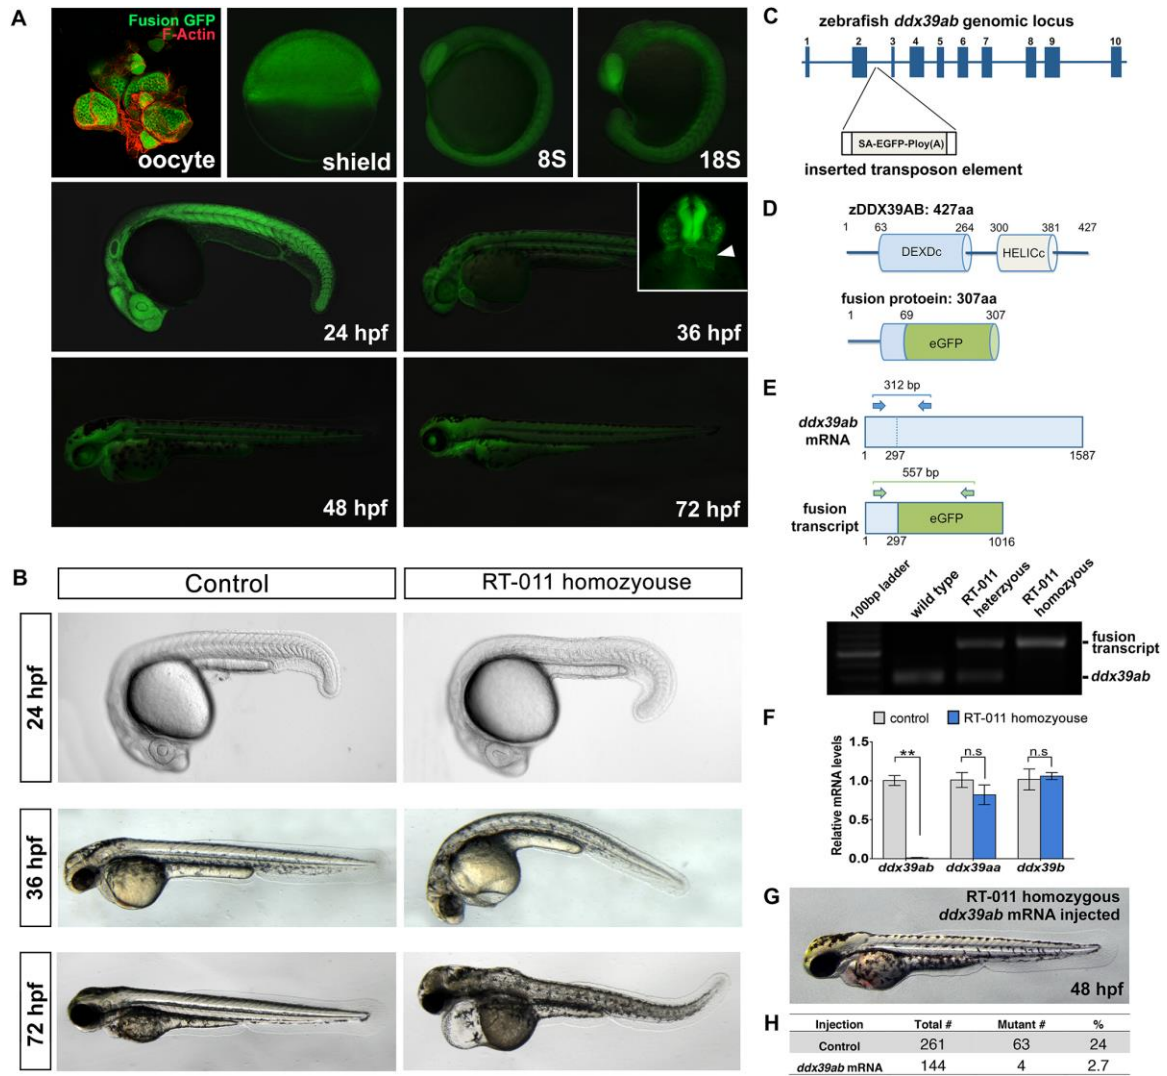 A
Fusion GFP
F-Actin
oocyte
shield
8S
18S
24 hpf
36 hpf
48 hpf
72 hpf
B
Control
RT-011 homozyouse
24 hpf
36 hpf
72 hpf
C
zebrafish ddx39ab genomic locus
1 2 3 4 5 6 7 8 9 10
SA-EGFP-Ploy(A)
inserted transposon element
D
zDDX39AB: 427aa
1 63 264 300 381 427
DEXDc
HELICc
fusion protoein: 307aa
1 69 307
eGFP
E
312 bp
ddx39ab
mRNA
1 297 1587
557 bp
fusion
transcript
eGFP
1 297 1016
100bp ladder
wild type
RT-011
heterzyous
RT-011
homozyous
fusion
transcript
ddx39ab
F
control
RT-011 homozyouse
Relative mRNA levels
1.5
1.0
0.5
0.0
**
n.s
n.s
ddx39ab ddx39aa ddx39b
G
RT-011 homozygous
ddx39ab mRNA injected
48 hpf
H
Injection Total # Mutant # %
Control 261 63 24
ddx39ab mRNA 144 4 2.7